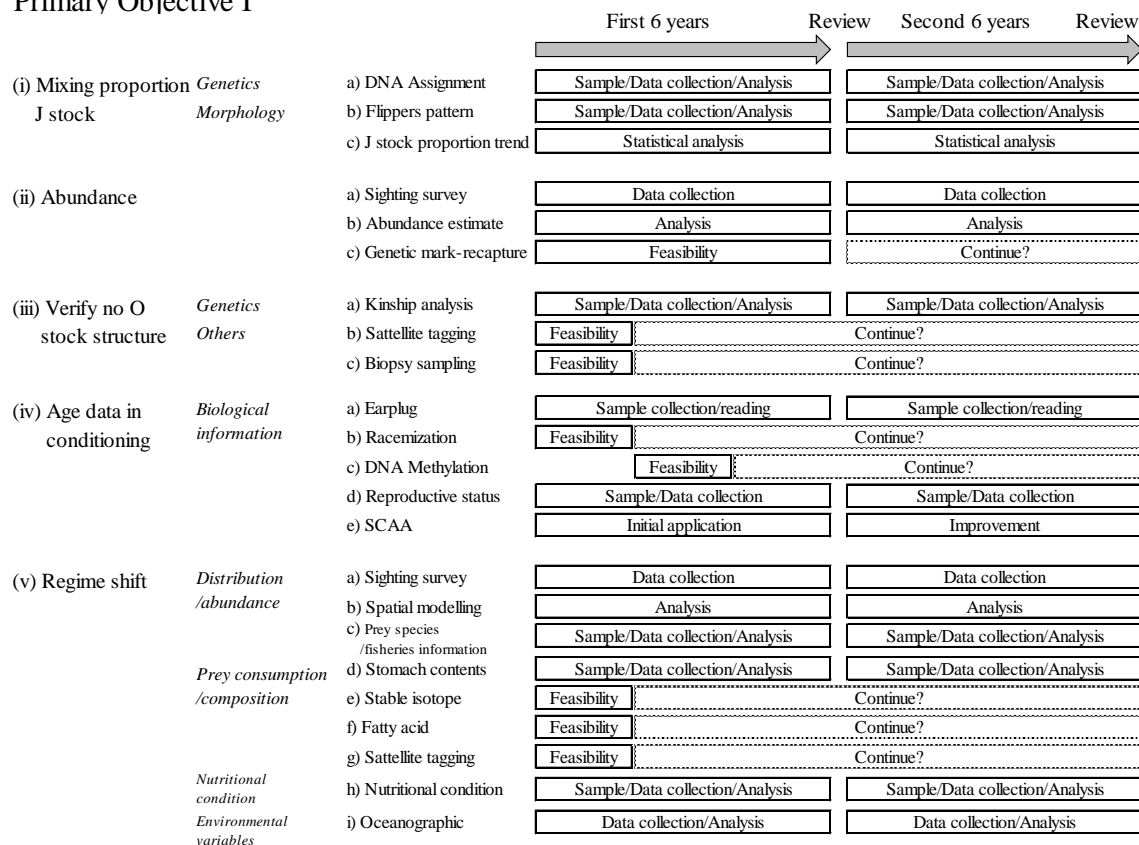 Primary Objective I
First 6 years Review Second 6 years Review
(i) Mixing proportion Genetics a) DNA Assignment Sample/Data collection/Analysis Sample/Data collection/Analysis
J stock Morphology b) Flippers pattern Sample/Data collection/Analysis Sample/Data collection/Analysis
c) J stock proportion trend Statistical analysis Statistical analysis
(ii) Abundance a) Sighting survey Data collection Data collection
b) Abundance estimate Analysis Analysis
c) Genetic mark-recapture Feasibility Continue?
(iii) Verify no O Genetics a) Kinship analysis Sample/Data collection/Analysis Sample/Data collection/Analysis
stock structure Others b) Sattellite tagging Feasibility Continue?
c) Biopsy sampling Feasibility Continue?
(iv) Age data in Biological a) Earplug Sample collection/reading Sample collection/reading
conditioning information b) Racemization Feasibility Continue?
c) DNA Methylation Feasibility Continue?
d) Reproductive status Sample/Data collection Sample/Data collection
e) SCAA Initial application Improvement
(v) Regime shift Distribution a) Sighting survey Data collection Data collection
/abundance b) Spatial modelling Analysis Analysis
c) Prey species Sample/Data collection/Analysis Sample/Data collection/Analysis
/fisheries information
Prey consumption d) Stomach contents Sample/Data collection/Analysis Sample/Data collection/Analysis
/composition e) Stable isotope Feasibility Continue?
f) Fatty acid Feasibility Continue?
g) Sattellite tagging Feasibility Continue?
Nutritional h) Nutritional condition Sample/Data collection/Analysis Sample/Data collection/Analysis
condition
Environmental i) Oceanographic Data collection/Analysis Data collection/Analysis
variables